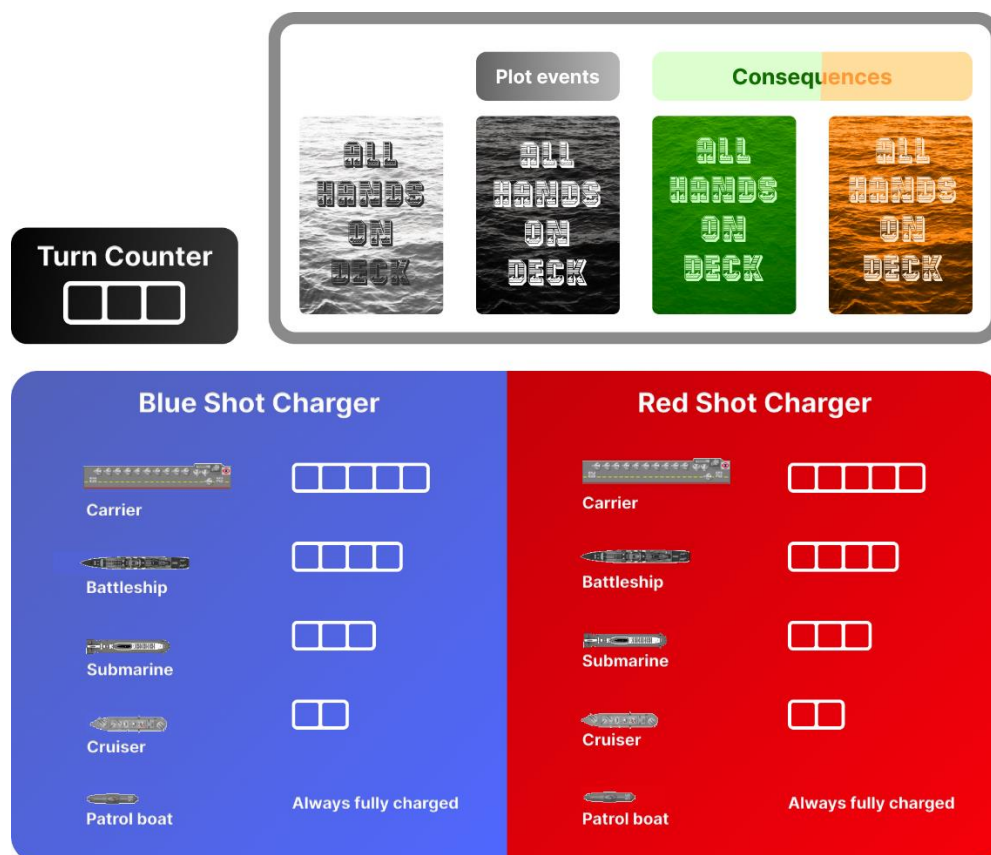 Plot events
Consequences
ALL
HANDS
ON
DECK
ALL
HANDS
ON
DECK
ALL
HANDS
ON
DECK
ALL
HANDS
ON
DECK
Turn Counter
Blue Shot Charger
Carrier
Battleship
Submarine
Cruiser
Patrol boat
Always fully charged
Red Shot Charger
Carrier
Battleship
Submarine
Cruiser
Patrol boat
Always fully charged